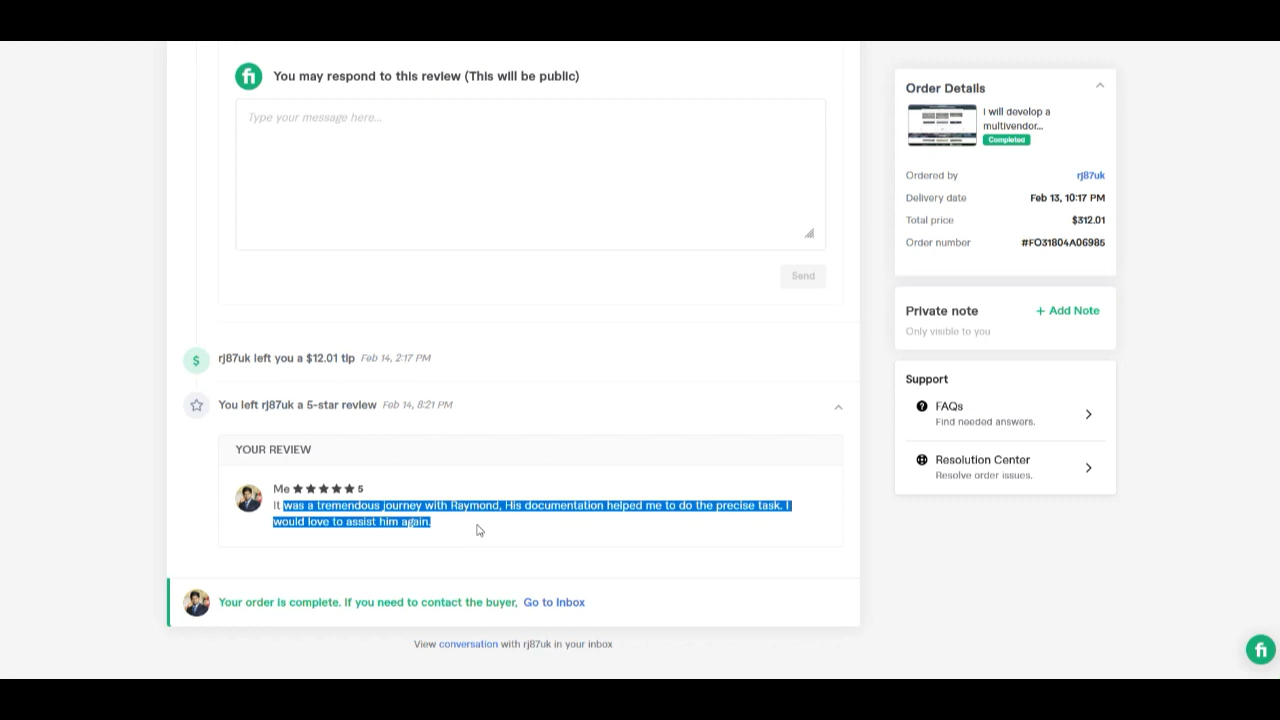 fi You may respond to this review (This will be public)
Type your message here...
Send
$ rj87uk left you a $12.01 tip Feb 14, 2:17 PM
You left rj87uk a 5-star review Feb 14, 8:21 PM
YOUR REVIEW
Me ★★★★★ 5
It was a tremendous journey with Raymond, His documentation helped me to do the precise task. I
would love to assist him again.
Your order is complete. If you need to contact the buyer, Go to Inbox
View conversation with rj87uk in your inbox
Order Details
I will develop a
multivendor...
Completed
Ordered by rj87uk
Delivery date Feb 13, 10:17 PM
Total price $312.01
Order number #FO31804A06985
Private note + Add Note
Only visible to you
Support
FAQs
Find needed answers.
Resolution Center
Resolve order issues.
fi